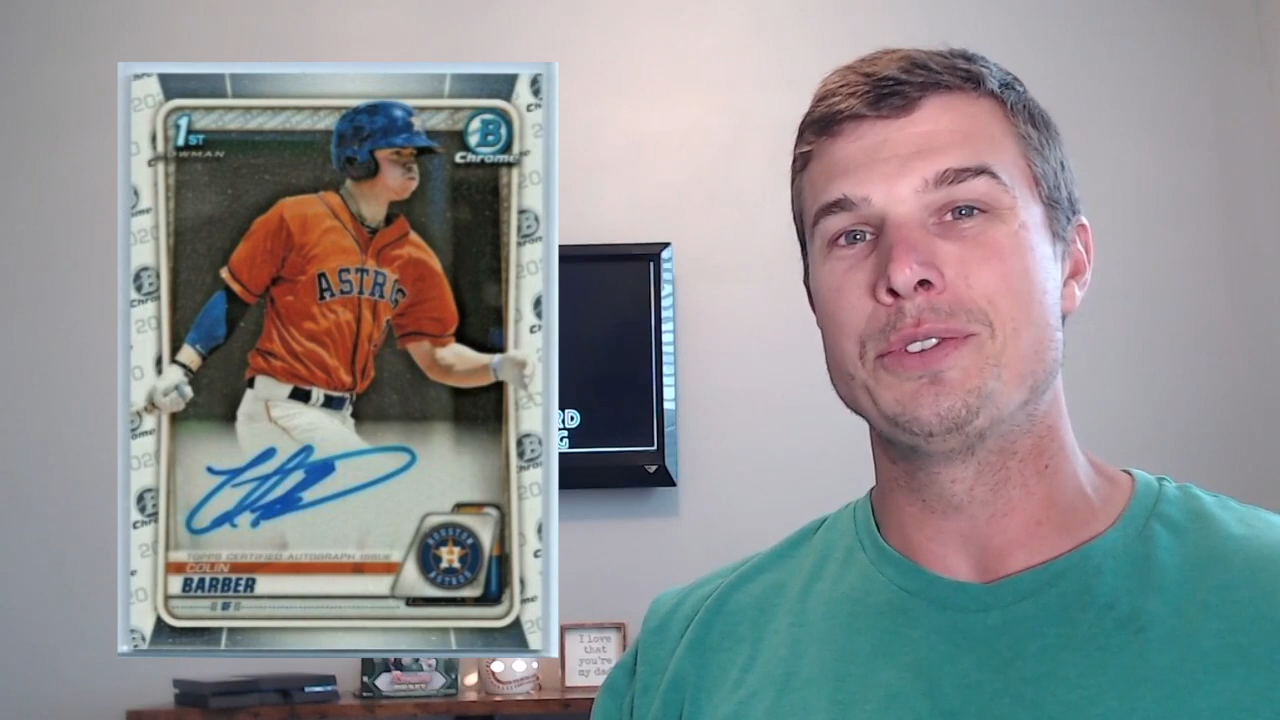 1ST
BOWMAN
B
Chrome
ASTROS
TOPPS CERTIFIED AUTOGRAPH ISSUE
COLIN
BARBER
OF
HOUSTON
ASTROS
RD
G
I love
that
you're
my dad